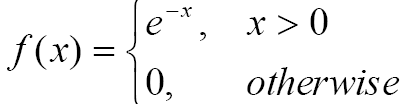 f(x) = { e^{-x}, x > 0
0, otherwise